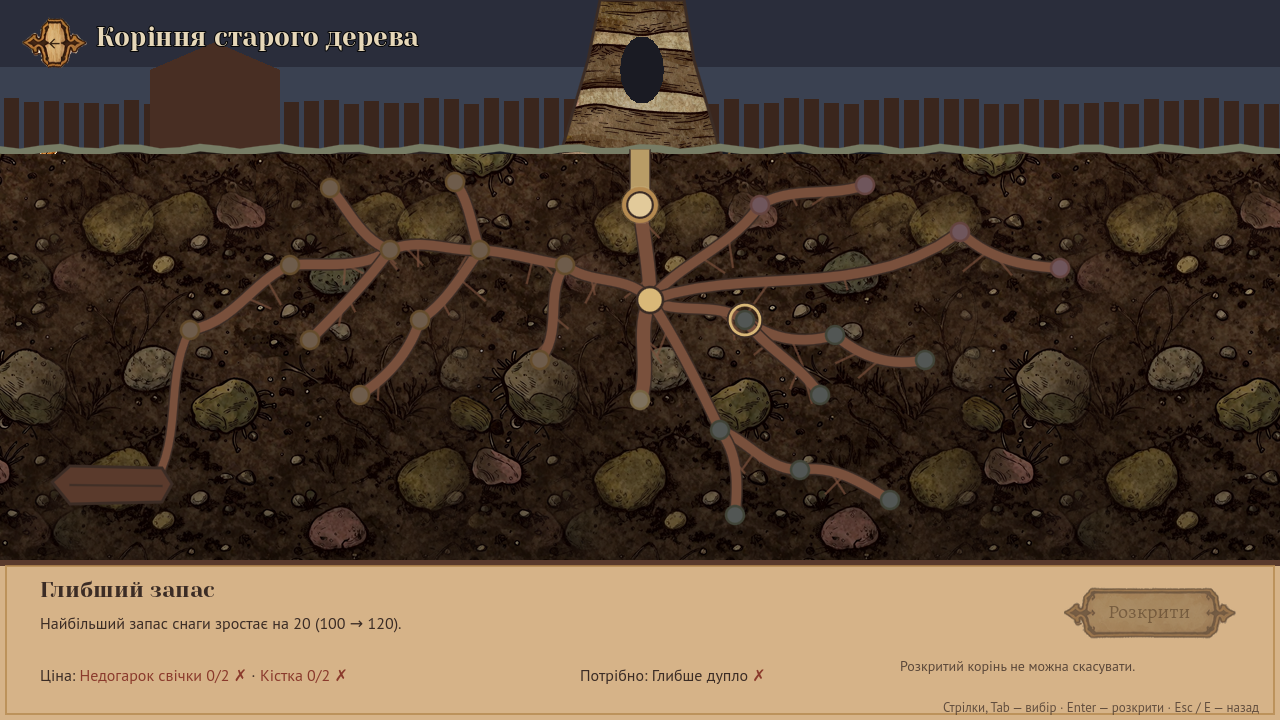 Коріння старого дерева
Глибший запас
Найбільший запас снаги зростає на 20 (100 → 120).
Розкрити
Ціна: Недогарок свічки 0/2 ✗ · Кістка 0/2 ✗
Потрібно: Глибше дупло ✗
Розкритий корінь не можна скасувати.
Стрілки, Tab — вибір · Enter — розкрити · Esc / E — назад